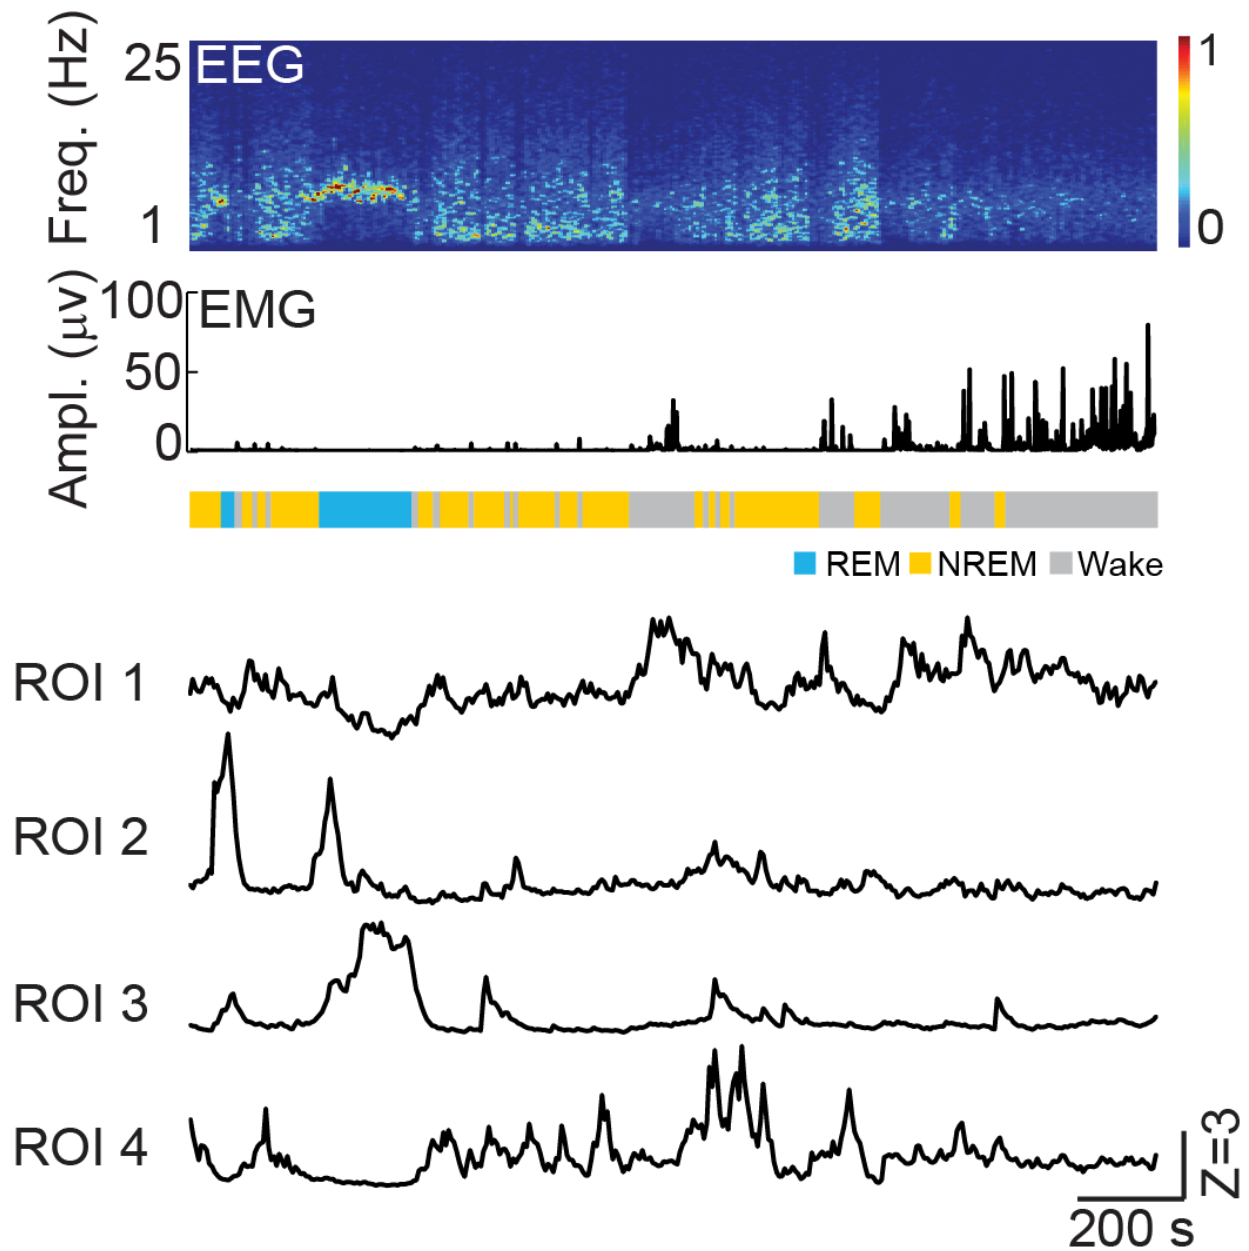 Freq. (Hz)
25
1
EEG
1
0
Ampl. (μv)
100
50
0
EMG
REM NREM Wake
ROI 1
ROI 2
ROI 3
ROI 4
Z=3
200 s